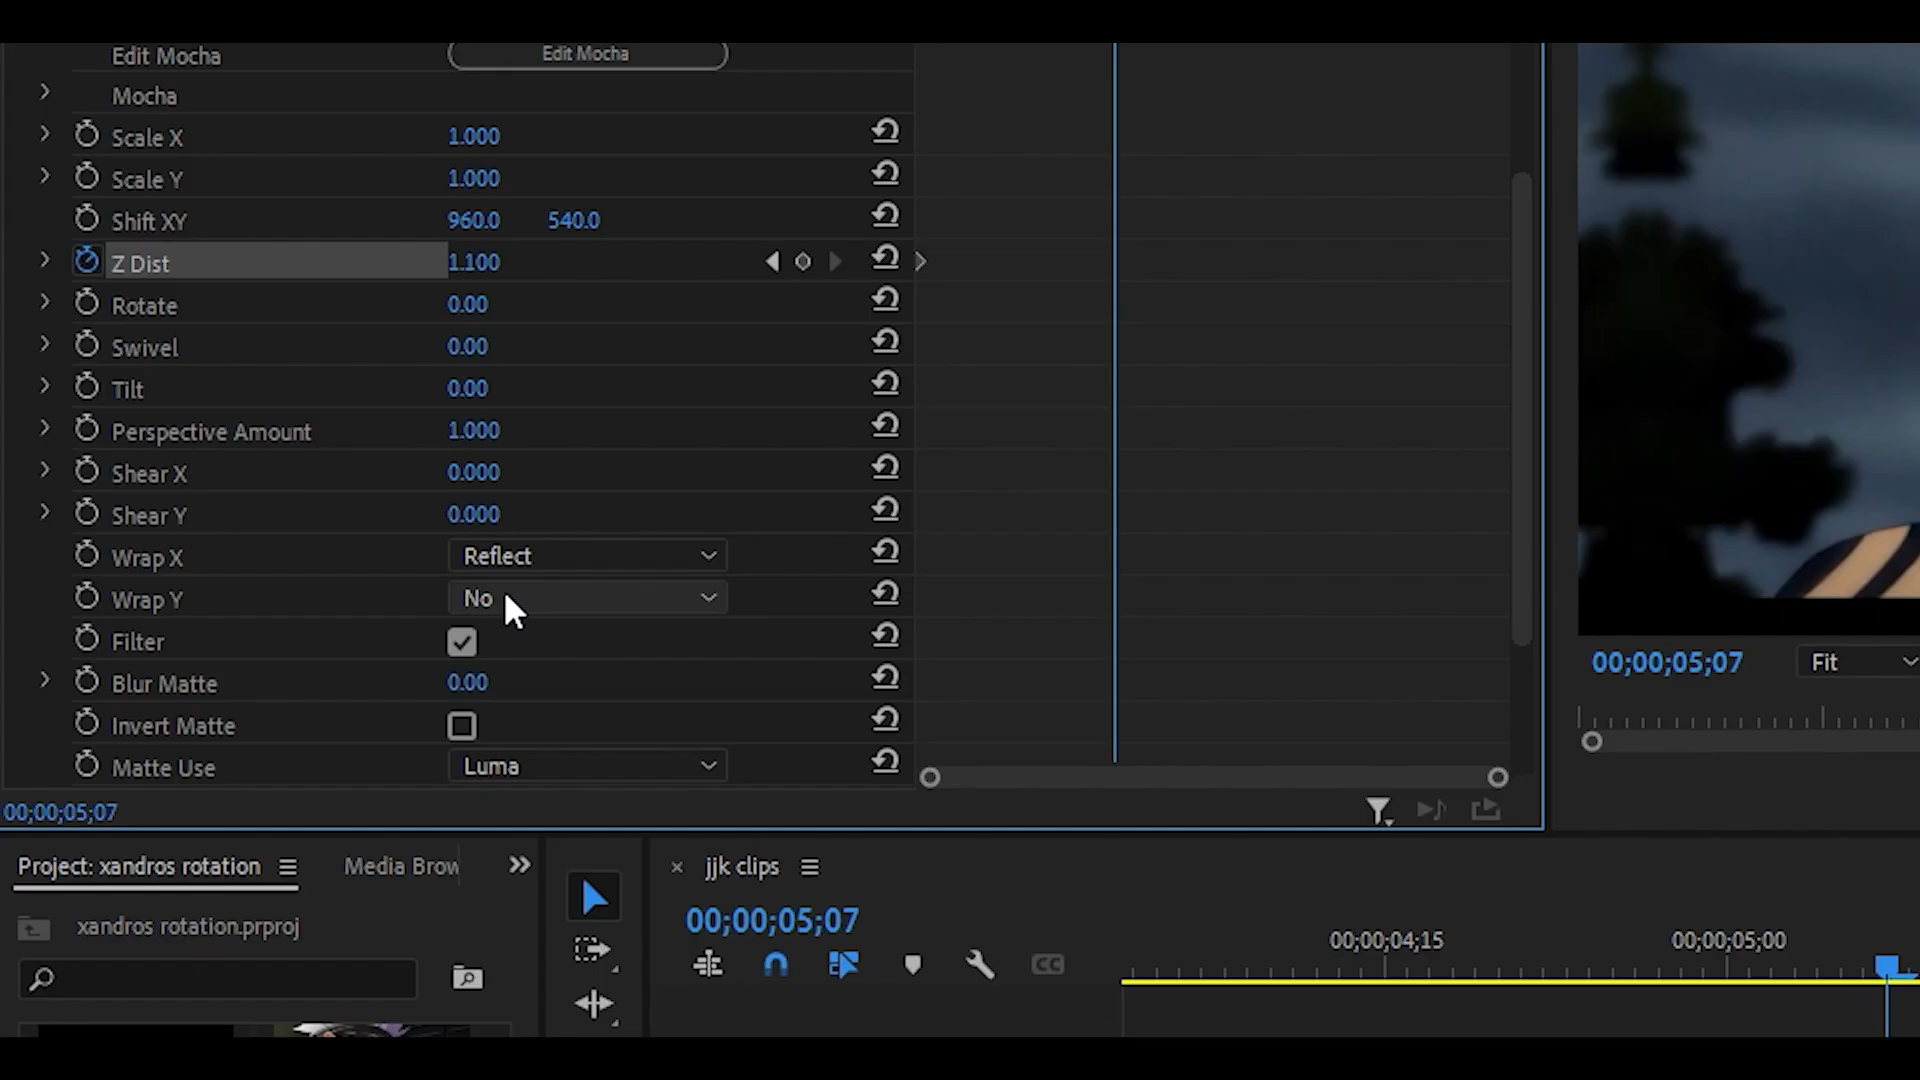 Edit Mocha Edit Mocha
Mocha
Scale X 1.000
Scale Y 1.000
Shift XY 960.0 540.0
Z Dist 1.100
Rotate 0.00
Swivel 0.00
Tilt 0.00
Perspective Amount 1.000
Shear X 0.000
Shear Y 0.000
Wrap X Reflect
Wrap Y No
Filter
Blur Matte 0.00
Invert Matte
Matte Use Luma
00;00;05;07
00;00;05;07 Fit
Project: xandros rotation Media Brow
xandros rotation.prproj
jjk clips
00;00;05;07
CC
00;00;04;15 00;00;05;00